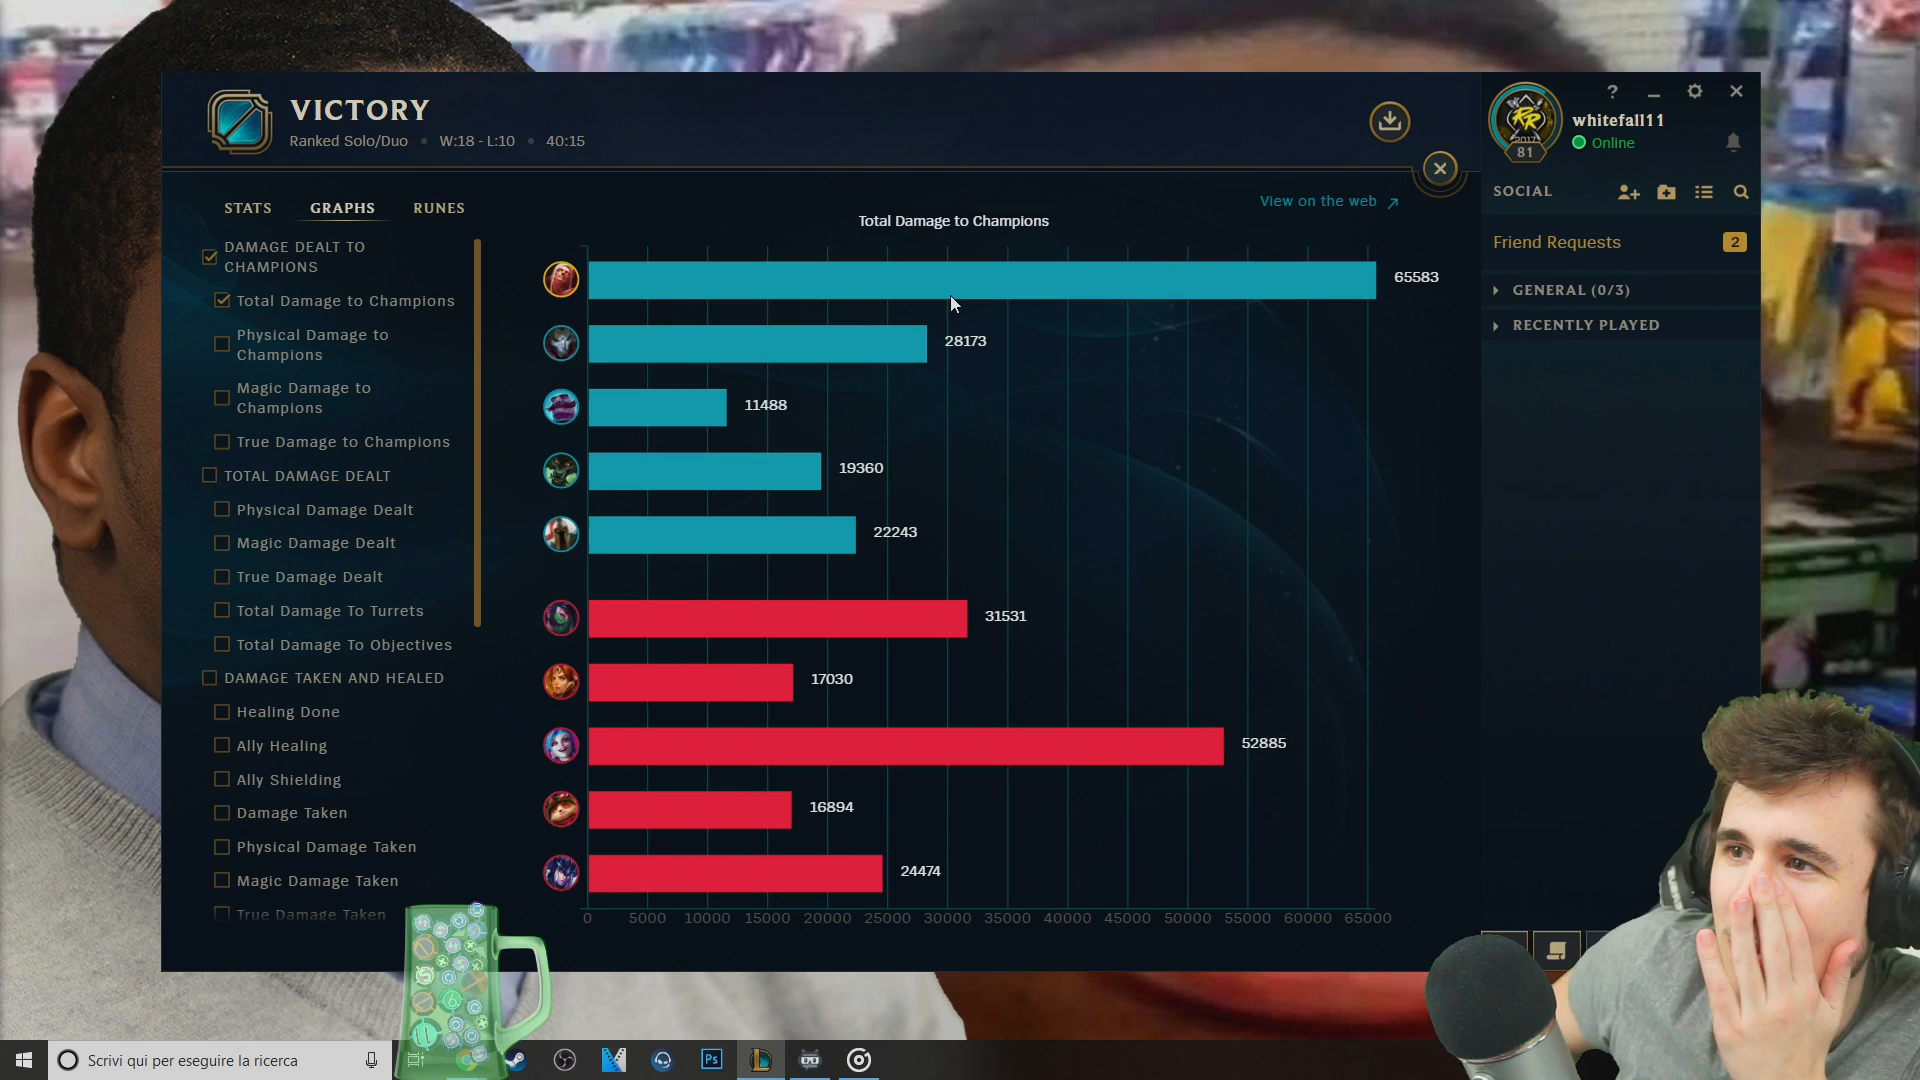 VICTORY
Ranked Solo/Duo • W:18 - L:10 • 40:15
whitefall11
Online
RR
2017
81
SOCIAL
Friend Requests 2
GENERAL (0/3)
RECENTLY PLAYED
STATS GRAPHS RUNES
View on the web
DAMAGE DEALT TO
CHAMPIONS
Total Damage to Champions
Physical Damage to
Champions
Magic Damage to
Champions
True Damage to Champions
TOTAL DAMAGE DEALT
Physical Damage Dealt
Magic Damage Dealt
True Damage Dealt
Total Damage To Turrets
Total Damage To Objectives
DAMAGE TAKEN AND HEALED
Healing Done
Ally Healing
Ally Shielding
Damage Taken
Physical Damage Taken
Magic Damage Taken
True Damage Taken
Total Damage to Champions
65583
28173
11488
19360
22243
31531
17030
52885
16894
24474
0 5000 10000 15000 20000 25000 30000 35000 40000 45000 50000 55000 60000 65000
Scrivi qui per eseguire la ricerca
Ps